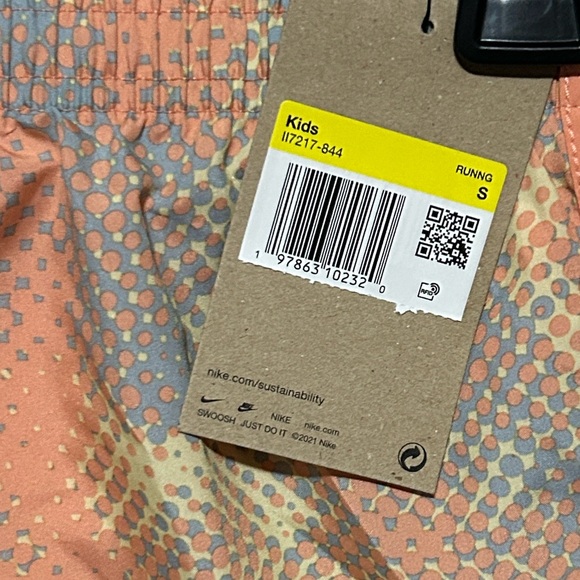 Kids
II7217-844
RUNNG
S
1 97863 10232 0
RFID
nike.com/sustainability
NIKE nike.com
SWOOSH JUST DO IT ©2021 Nike